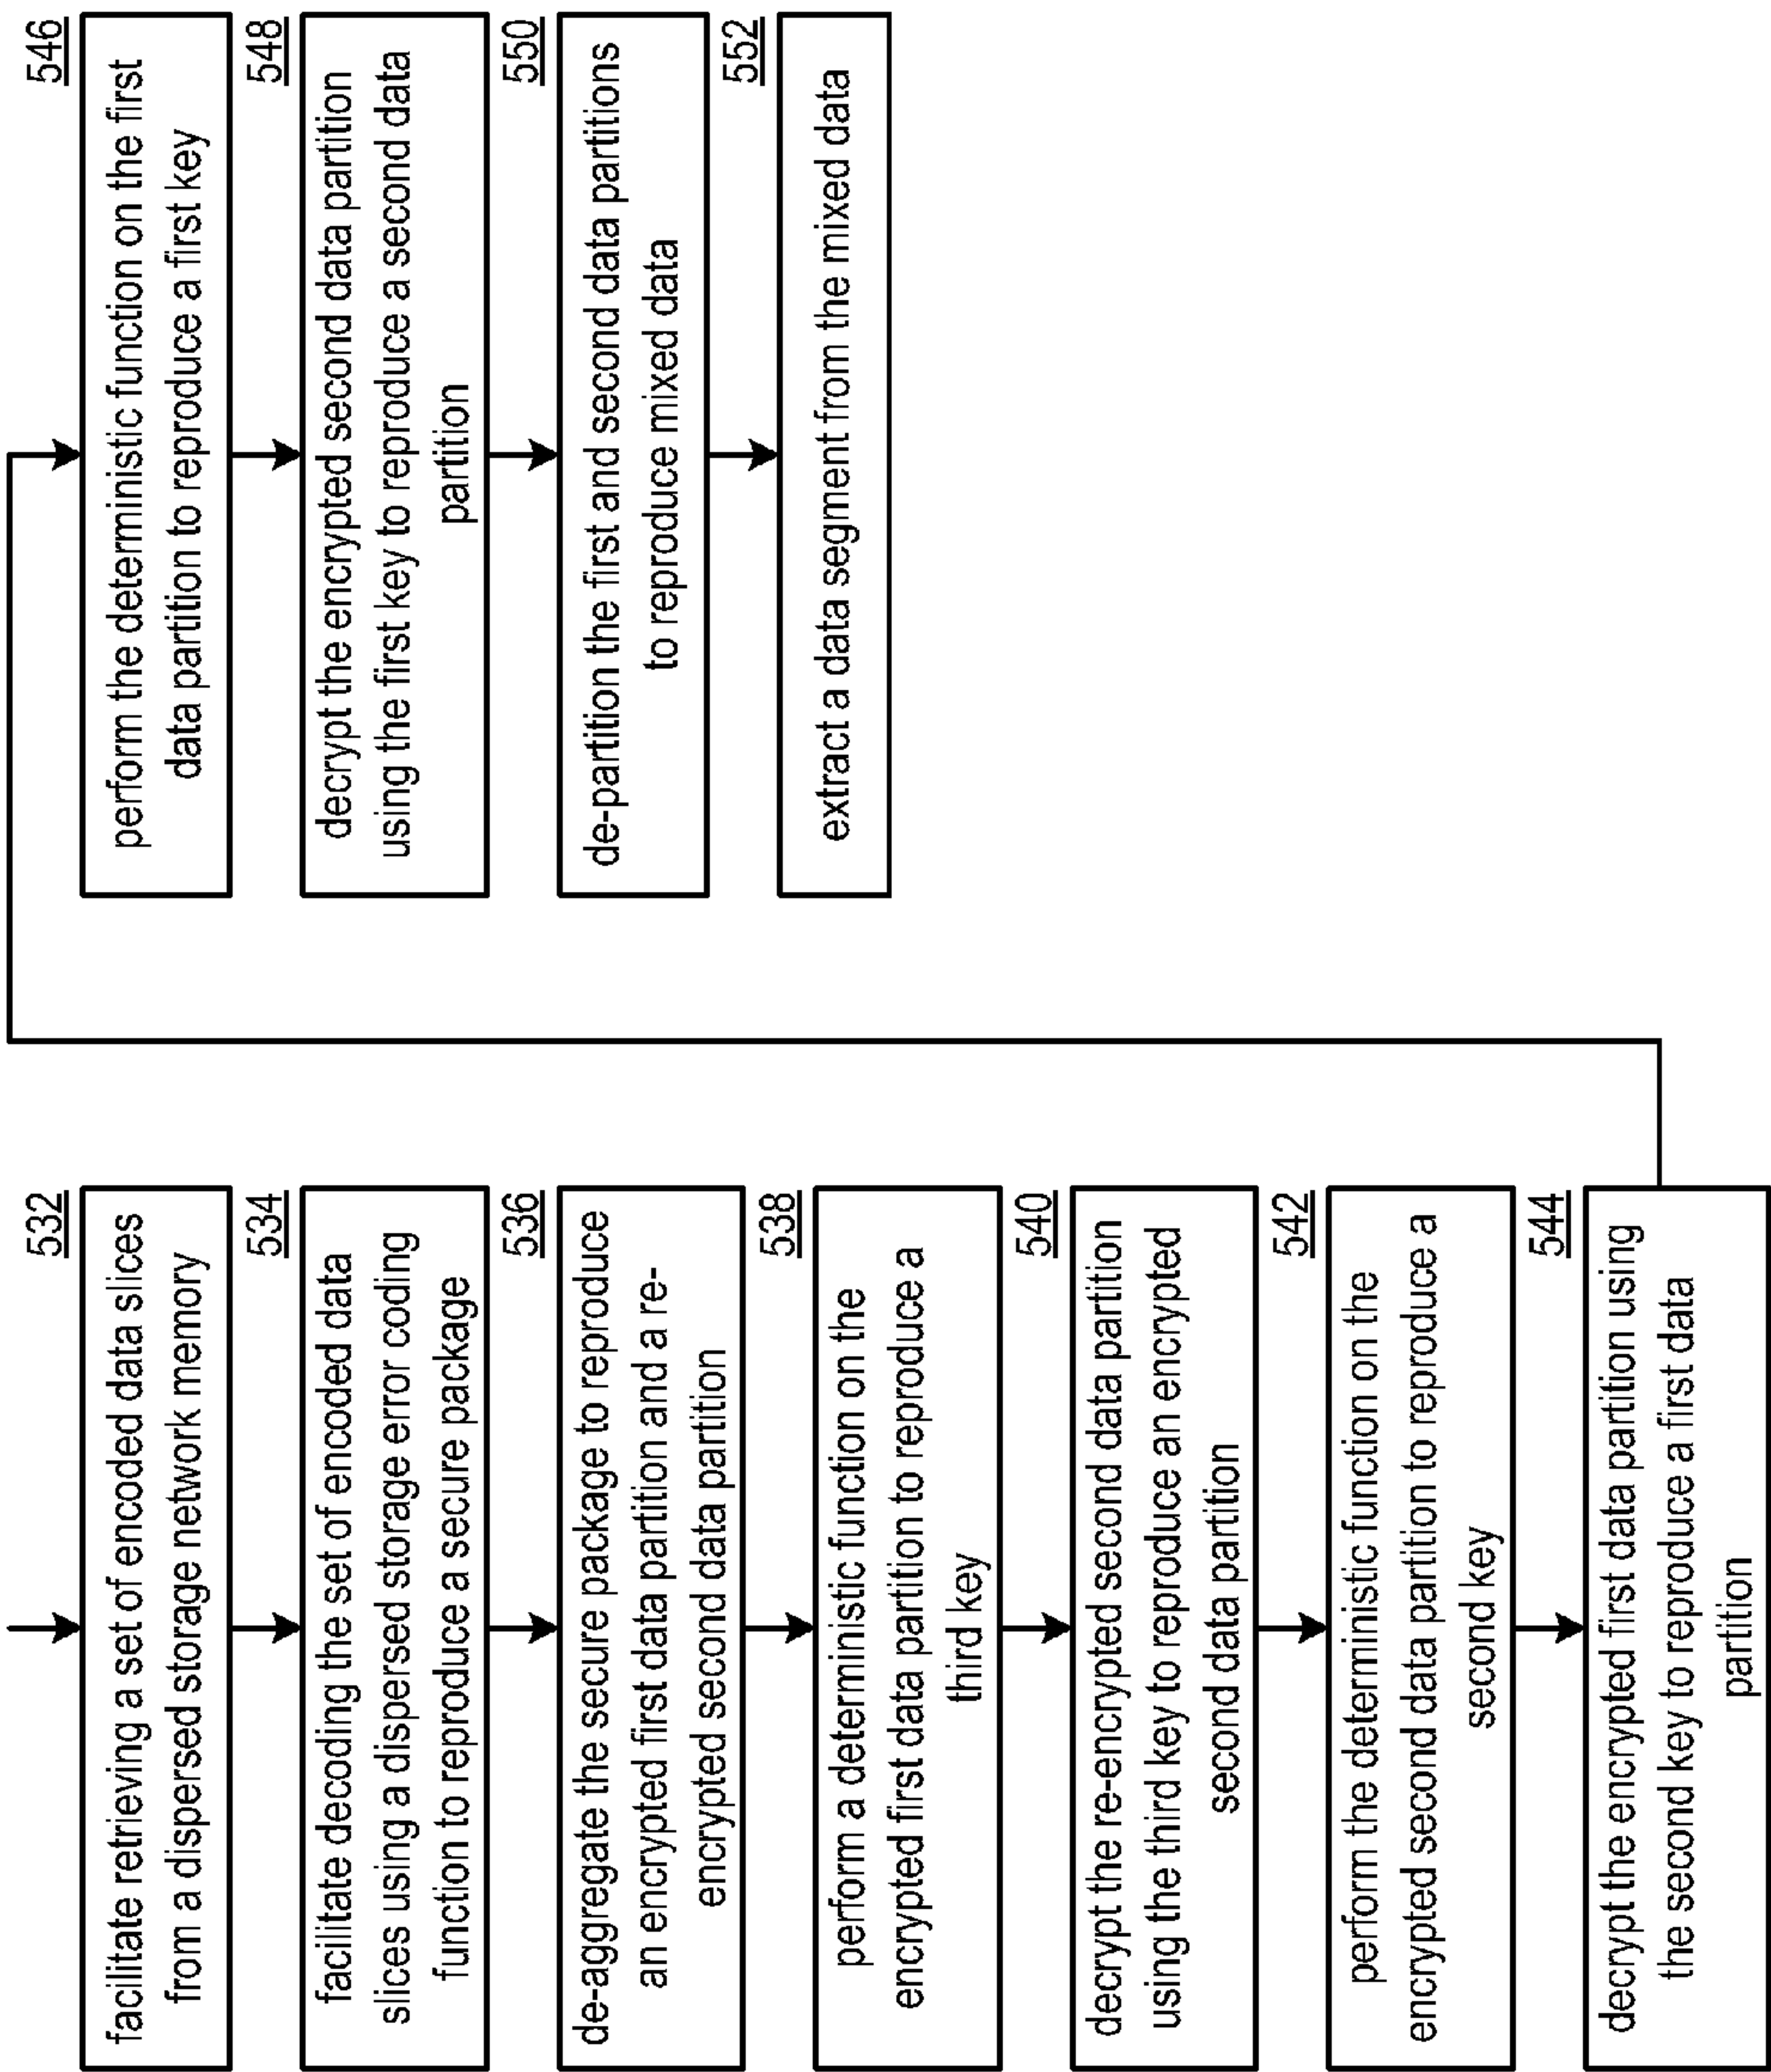 532
facilitate retrieving a set of encoded data slices
from a dispersed storage network memory
534
facilitate decoding the set of encoded data
slices using a dispersed storage error coding
function to reproduce a secure package
536
de-aggregate the secure package to reproduce
an encrypted first data partition and a re-
encrypted second data partition
538
perform a deterministic function on the
encrypted first data partition to reproduce a
third key
540
decrypt the re-encrypted second data partition
using the third key to reproduce an encrypted
second data partition
542
perform the deterministic function on the
encrypted second data partition to reproduce a
second key
544
decrypt the encrypted first data partition using
the second key to reproduce a first data
partition
546
perform the deterministic function on the first
data partition to reproduce a first key
548
decrypt the encrypted second data partition
using the first key to reproduce a second data
partition
550
de-partition the first and second data partitions
to reproduce mixed data
552
extract a data segment from the mixed data